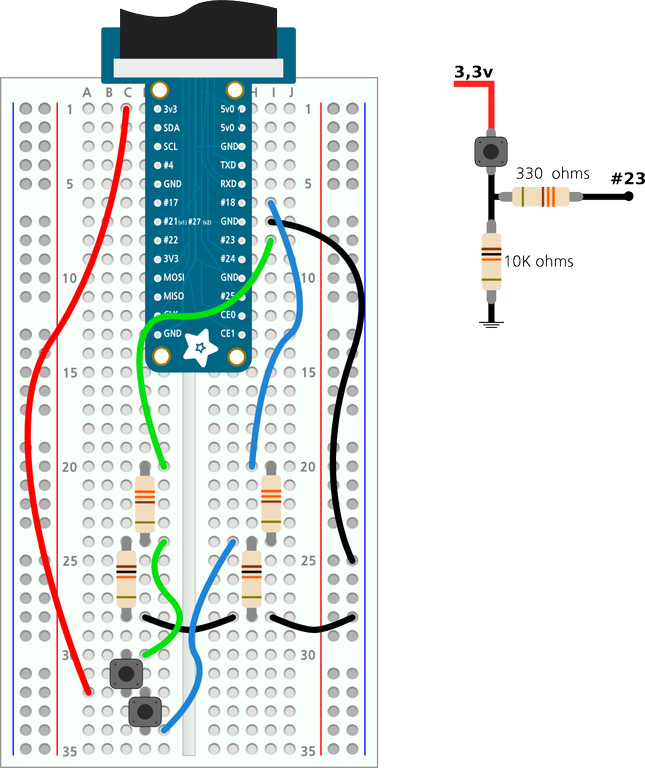 A B C H I J
1 3v3 5v0 1
SDA 5v0
SCL GND
#4 TXD
5 GND RXD 5
#17 #18
#21(v1) #27 (v2) GND
#22 #23
3V3 #24
10 MOSI GND 10
MISO #25
CLK CE0
GND CE1
15 15
20 20
25 25
30 30
35 35
3,3v
330 ohms
#23
10K ohms